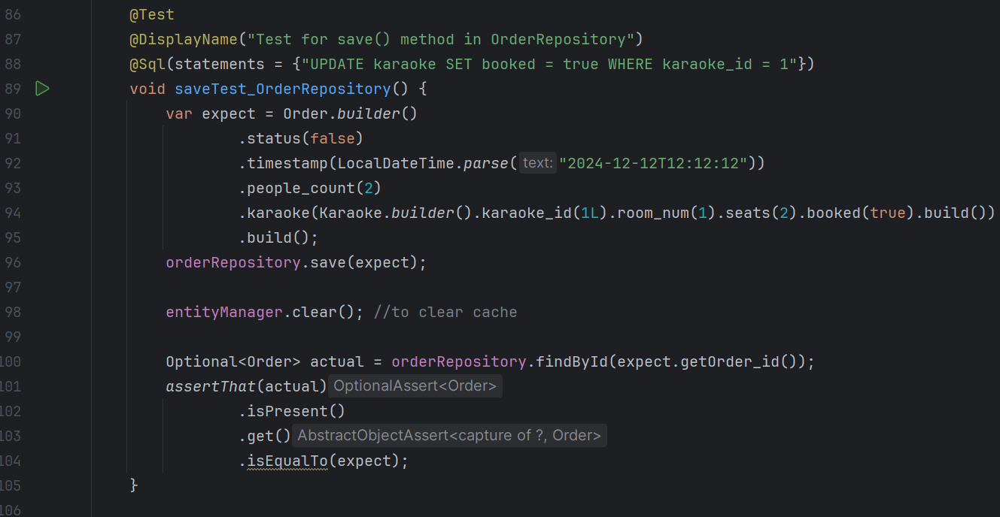 86 @Test
87 @DisplayName("Test for save() method in OrderRepository")
88 @Sql(statements = {"UPDATE karaoke SET booked = true WHERE karaoke_id = 1"})
89 void saveTest_OrderRepository() {
90 var expect = Order.builder()
91 .status(false)
92 .timestamp(LocalDateTime.parse( text: "2024-12-12T12:12:12"))
93 .people_count(2)
94 .karaoke(Karaoke.builder().karaoke_id(1L).room_num(1).seats(2).booked(true).build())
95 .build();
96 orderRepository.save(expect);
97
98 entityManager.clear(); //to clear cache
99
100 Optional<Order> actual = orderRepository.findById(expect.getOrder_id());
101 assertThat(actual) OptionalAssert<Order>
102 .isPresent()
103 .get() AbstractObjectAssert<capture of ?, Order>
104 .isEqualTo(expect);
105 }
106